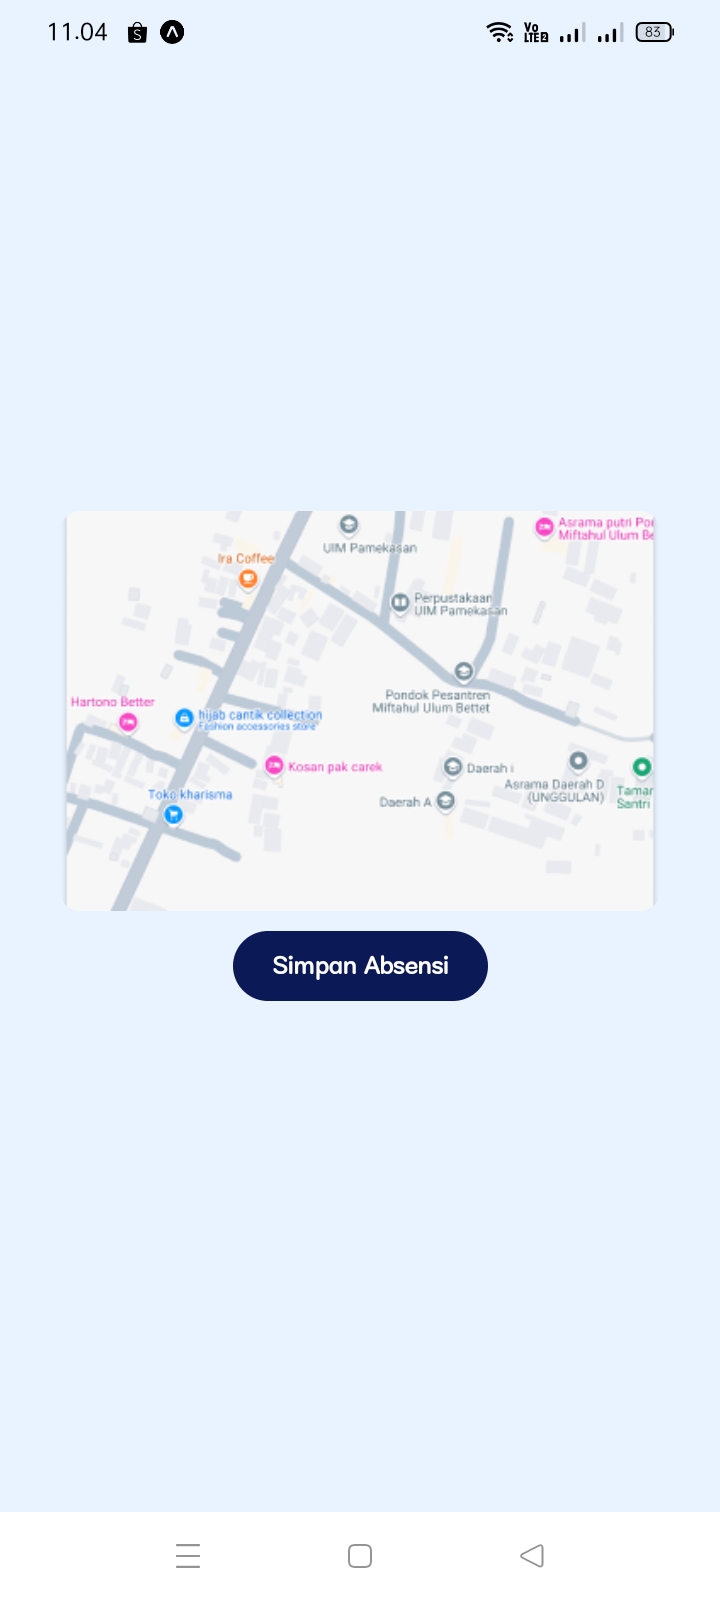 11.04
Vo
LTE2
83
UIM Pamekasan
Ira Coffee
Asrama putri Po
Miftahul Ulum Be
Perpustakaan
UIM Pamekasan
Pondok Pesantren
Miftahul Ulum Bettet
Hartono Better
hijab cantik collection
Fashion accessories store
Kosan pak carek
Daerah i
Asrama Daerah D
(UNGGULAN)
Taman
Santri
Toko kharisma
Daerah A
Simpan Absensi